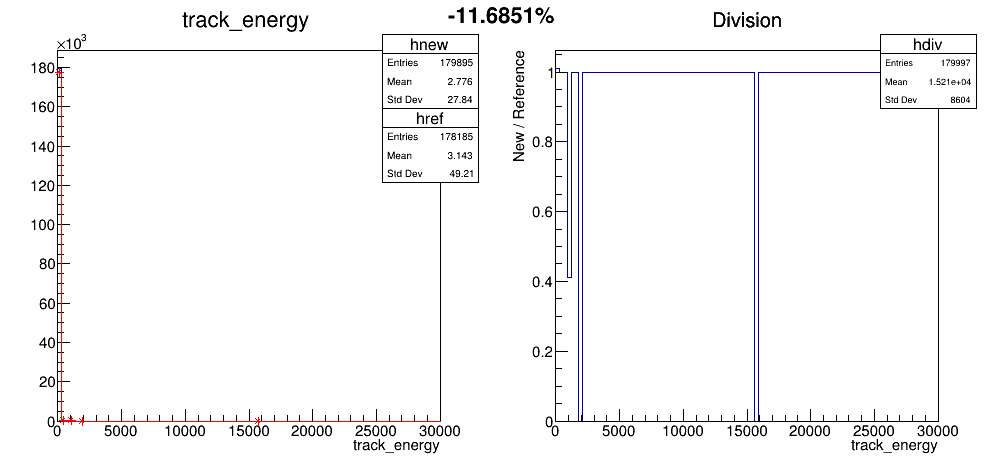 track_energy
-11.6851%
Division
×10³
180
160
140
120
100
80
60
40
20
0
0 5000 10000 15000 20000 25000 30000
track_energy
hnew
Entries 179895
Mean 2.776
Std Dev 27.84
href
Entries 178185
Mean 3.143
Std Dev 49.21
New / Reference
1
0.8
0.6
0.4
0.2
0
0 5000 10000 15000 20000 25000 30000
track_energy
hdiv
Entries 179997
Mean 1.521e+04
Std Dev 8604